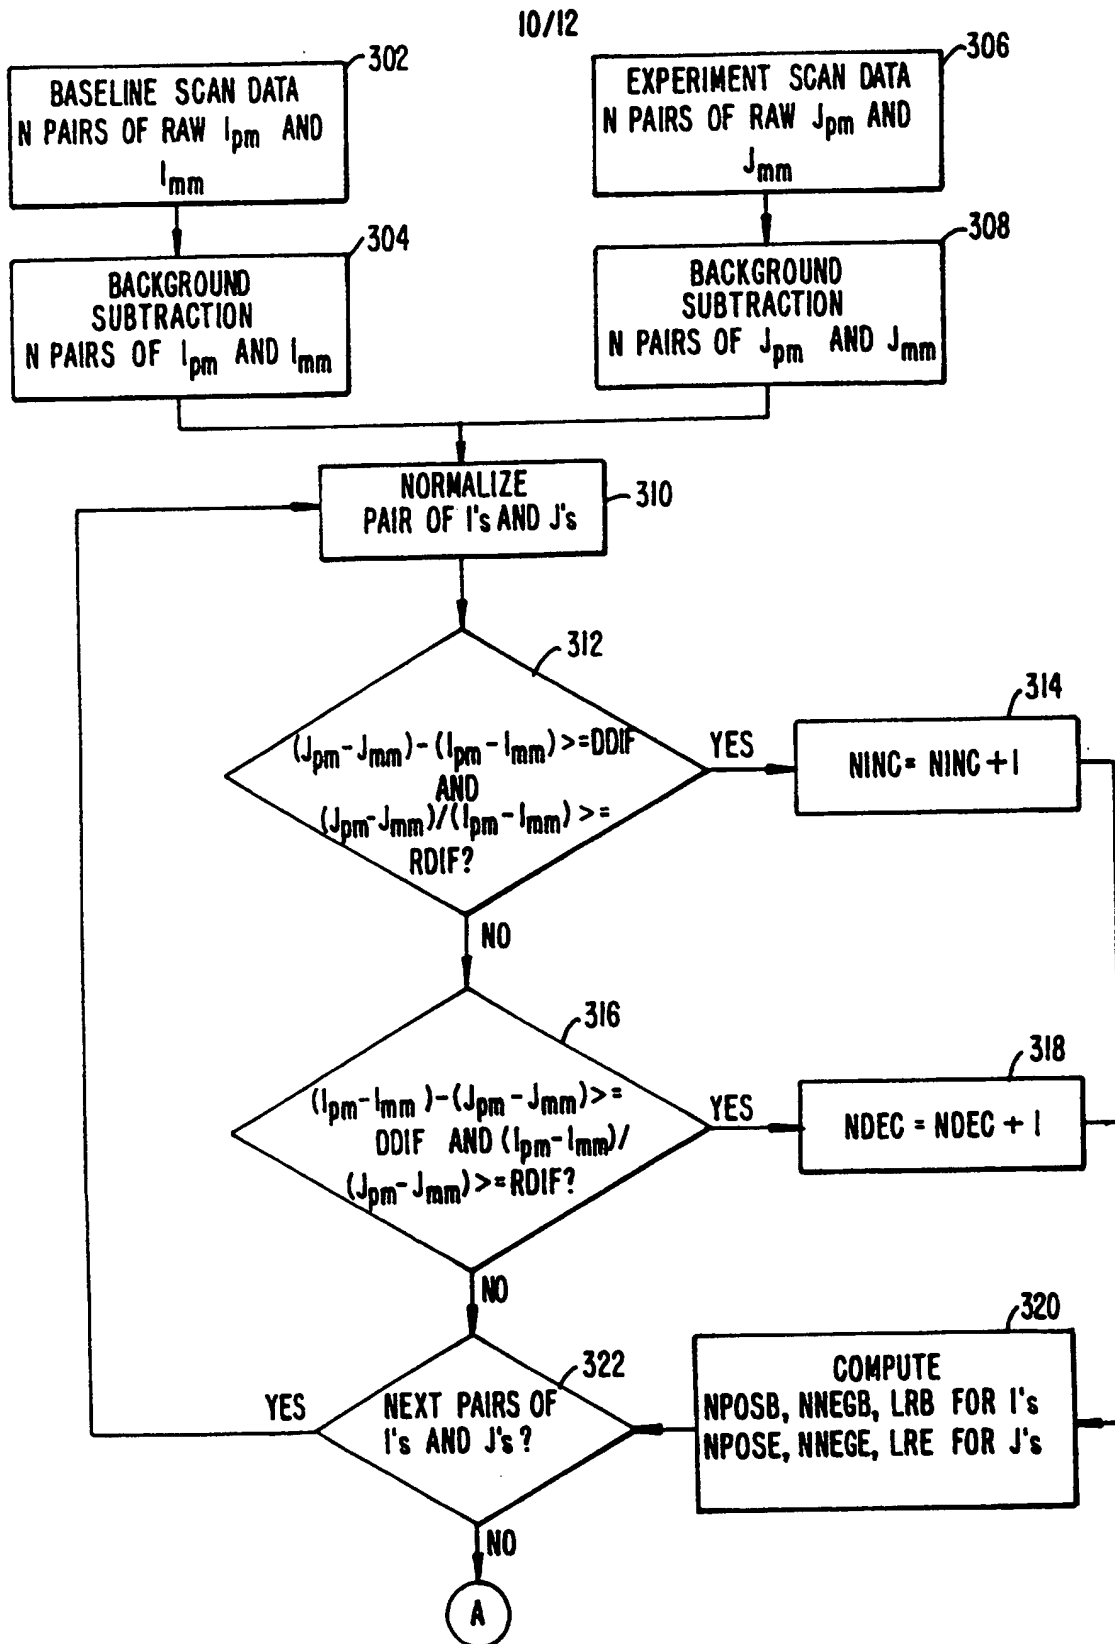 10/12
302
BASELINE SCAN DATA
N PAIRS OF RAW Ipm AND
Imm
306
EXPERIMENT SCAN DATA
N PAIRS OF RAW Jpm AND
Jmm
304
BACKGROUND
SUBTRACTION
N PAIRS OF Ipm AND Imm
308
BACKGROUND
SUBTRACTION
N PAIRS OF Jpm AND Jmm
NORMALIZE
PAIR OF I's AND J's
310
312
(Jpm-Jmm)-(Ipm-Imm)>=DDIF
AND
(Jpm-Jmm)/(Ipm-Imm)>=
RDIF?
YES
314
NINC= NINC+1
NO
316
(Ipm-Imm)-(Jpm-Jmm)>=
DDIF AND (Ipm-Imm)/
(Jpm-Jmm)>=RDIF?
YES
318
NDEC = NDEC + 1
NO
320
COMPUTE
NPOSB, NNEGB, LRB FOR I's
NPOSE, NNEGE, LRE FOR J's
322
YES
NEXT PAIRS OF
I's AND J's?
NO
A